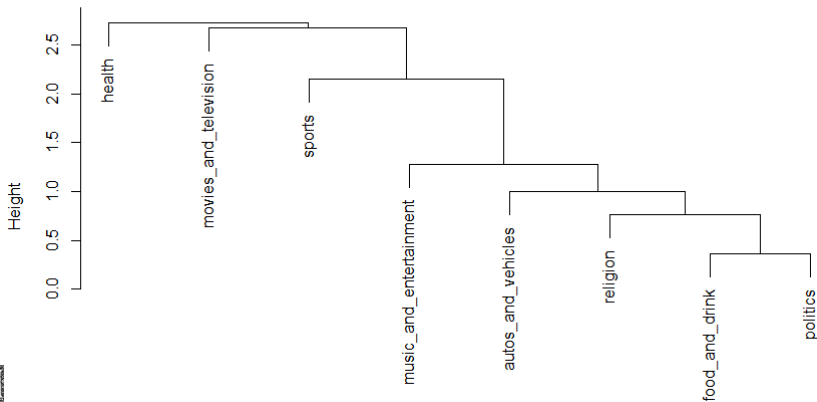 Height
2.5
2.0
1.5
1.0
0.5
0.0
health
movies_and_television
sports
music_and_entertainment
autos_and_vehicles
religion
food_and_drink
politics